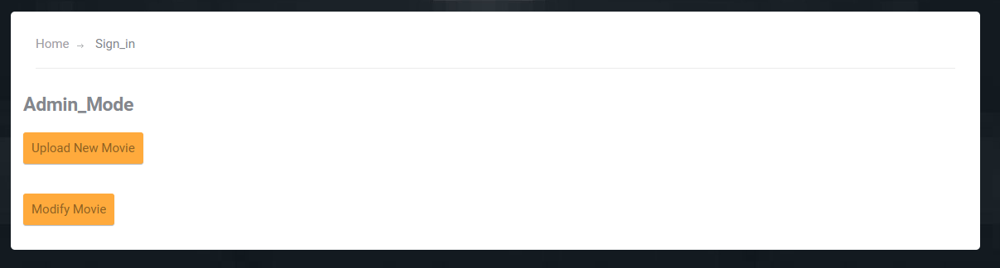 Home → Sign_in
Admin_Mode
Upload New Movie
Modify Movie